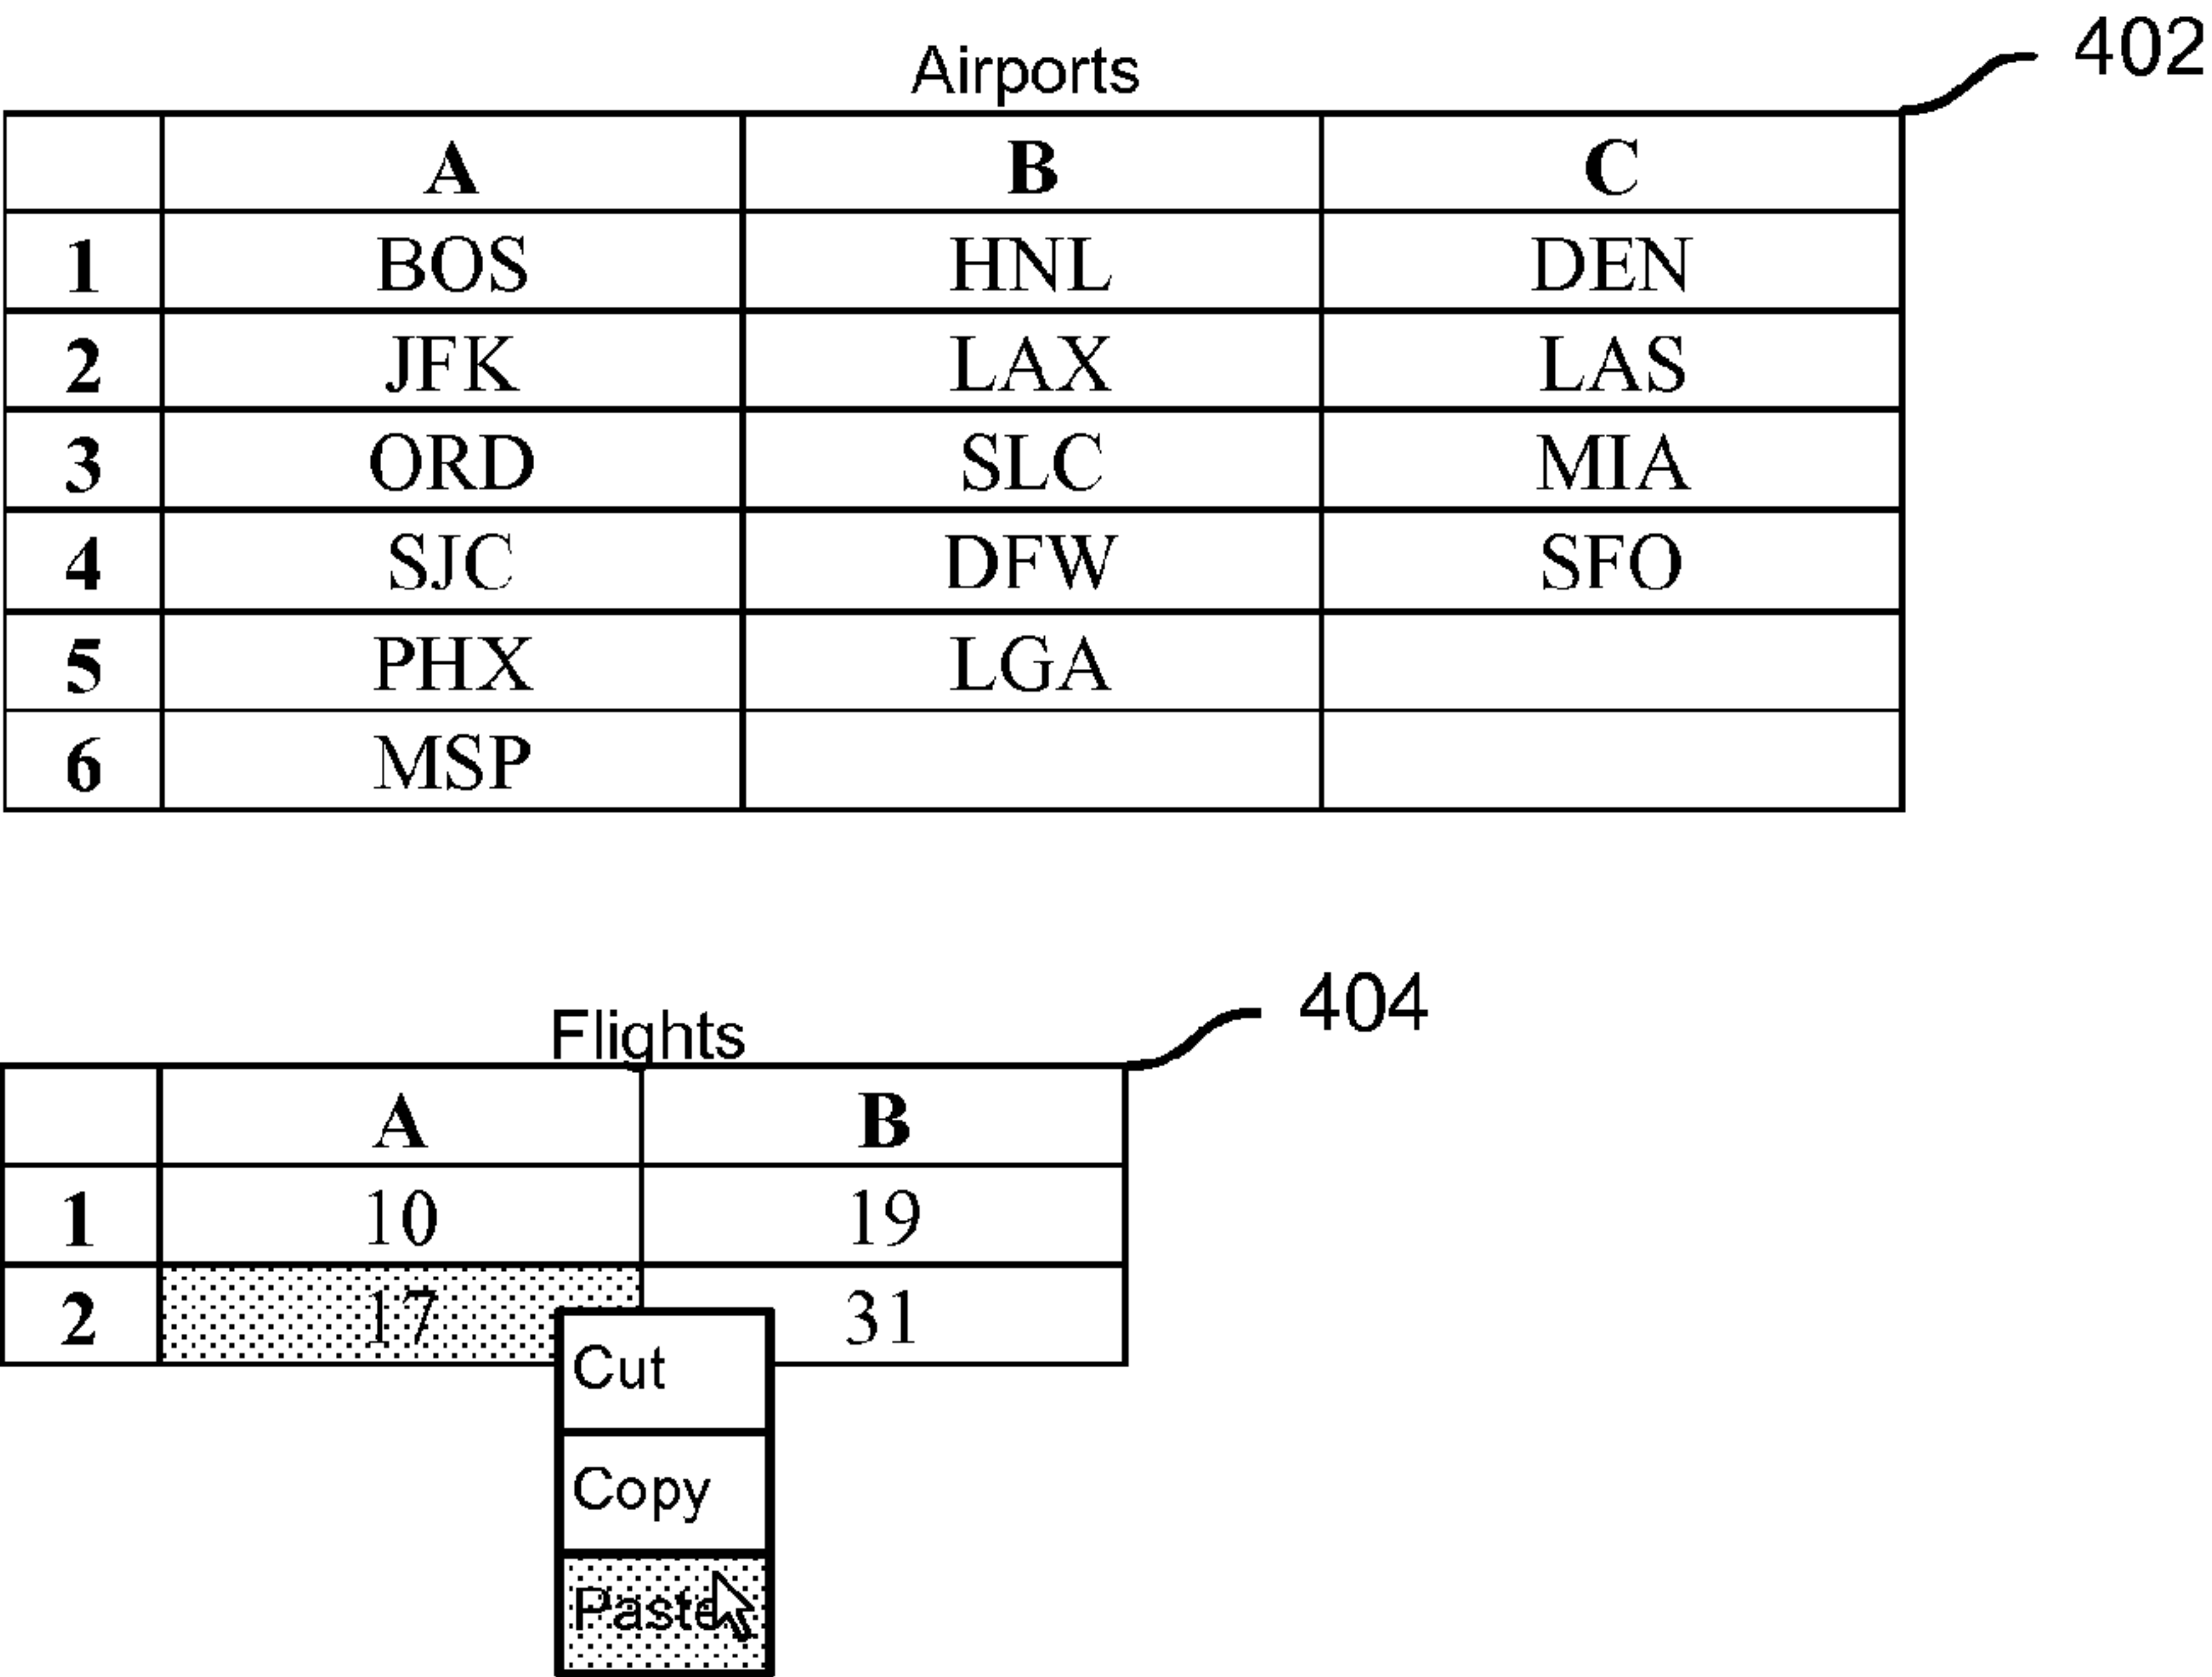 402
Airports
A B C
1 BOS HNL DEN
2 JFK LAX LAS
3 ORD SLC MIA
4 SJC DFW SFO
5 PHX LGA
6 MSP
404
Flights
A B
1 10 19
2 17 31
Cut
Copy
Paste